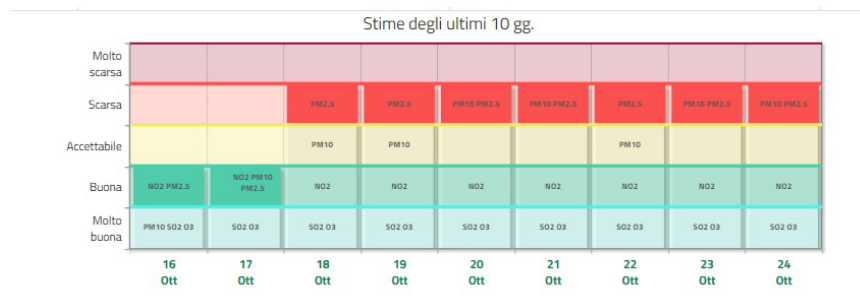 Stime degli ultimi 10 gg.
Molto
scarsa
Scarsa
PM2.5 PM2.5 PM10 PM2.5 PM10 PM2.5 PM2.5 PM10 PM2.5 PM10 PM2.5
Accettabile
PM10 PM10 PM10
Buona
NO2 PM2.5 NO2 PM10 NO2 NO2 NO2 NO2 NO2 NO2 NO2
PM2.5
Molto
buona
PM10 SO2 O3 SO2 O3 SO2 O3 SO2 O3 SO2 O3 SO2 O3 SO2 O3 SO2 O3 SO2 O3
16 17 18 19 20 21 22 23 24
Ott Ott Ott Ott Ott Ott Ott Ott Ott